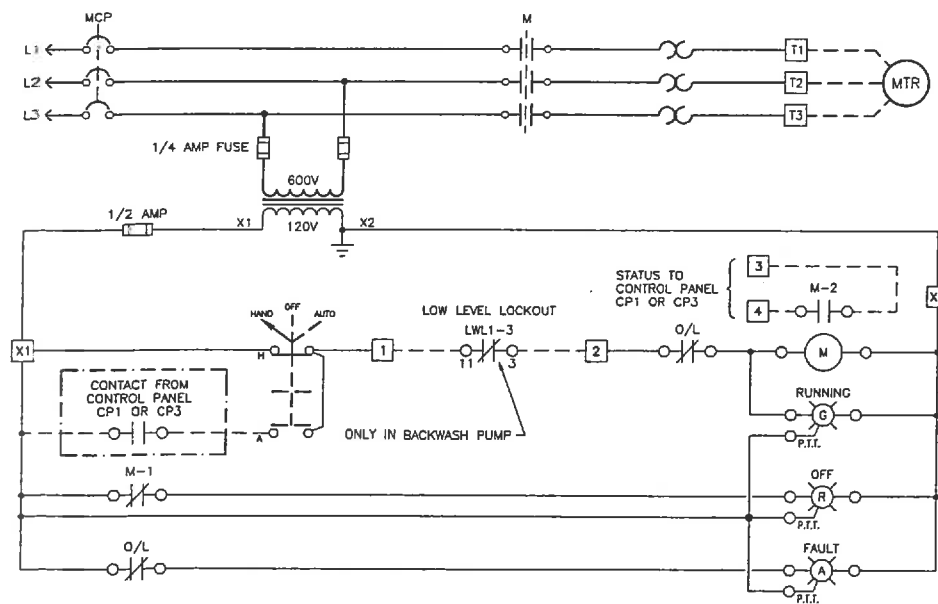 MCP
M
L1
T1
L2
T2
MTR
L3
T3
1/4 AMP FUSE
600V
1/2 AMP
X1
120V
X2
STATUS TO
CONTROL PANEL
CP1 OR CP3
3
4
M-2
X
OFF
HAND
AUTO
LOW LEVEL LOCKOUT
LWL1-3
O/L
X1
H
1
11
3
2
M
CONTACT FROM
CONTROL PANEL
CP1 OR CP3
A
ONLY IN BACKWASH PUMP
RUNNING
G
P.T.T.
M-1
OFF
R
P.T.T.
O/L
FAULT
A
P.T.T.